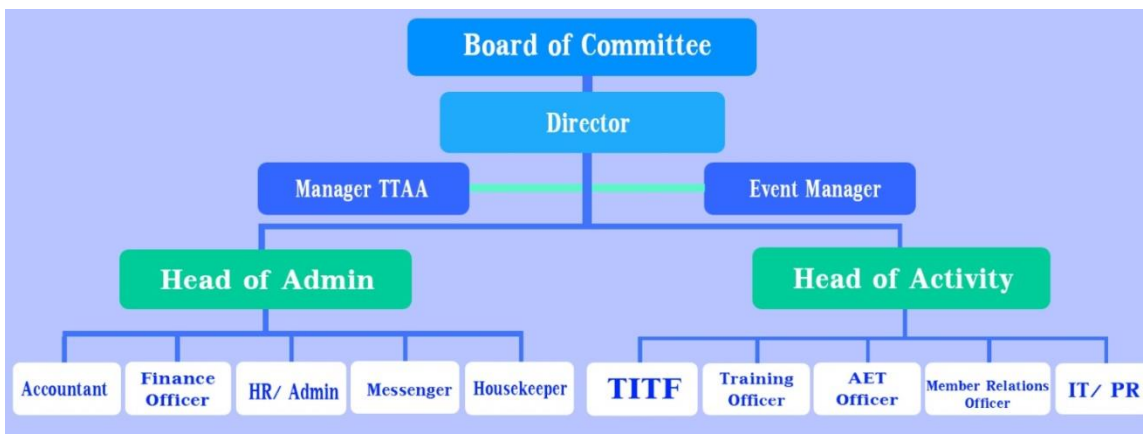 Board of Committee
Director
Manager TTAA
Event Manager
Head of Admin
Head of Activity
Accountant
Finance
Officer
HR/ Admin
Messenger
Housekeeper
TITF
Training
Officer
AET
Officer
Member Relations
Officer
IT/ PR